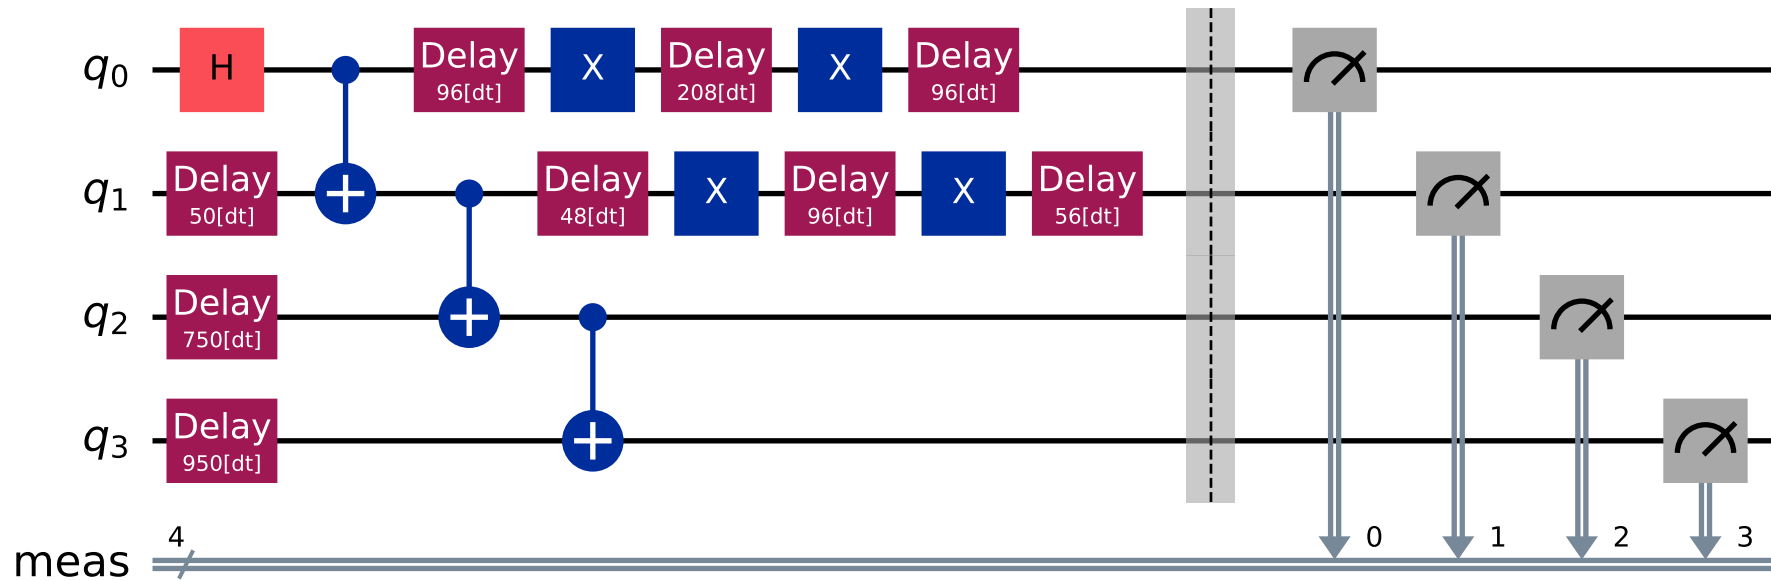 q0 H Delay X Delay X Delay
96[dt] 208[dt] 96[dt]
q1 Delay Delay X Delay X Delay
50[dt] 48[dt] 96[dt] 56[dt]
q2 Delay
750[dt]
q3 Delay
950[dt]
4 0 1 2 3
meas